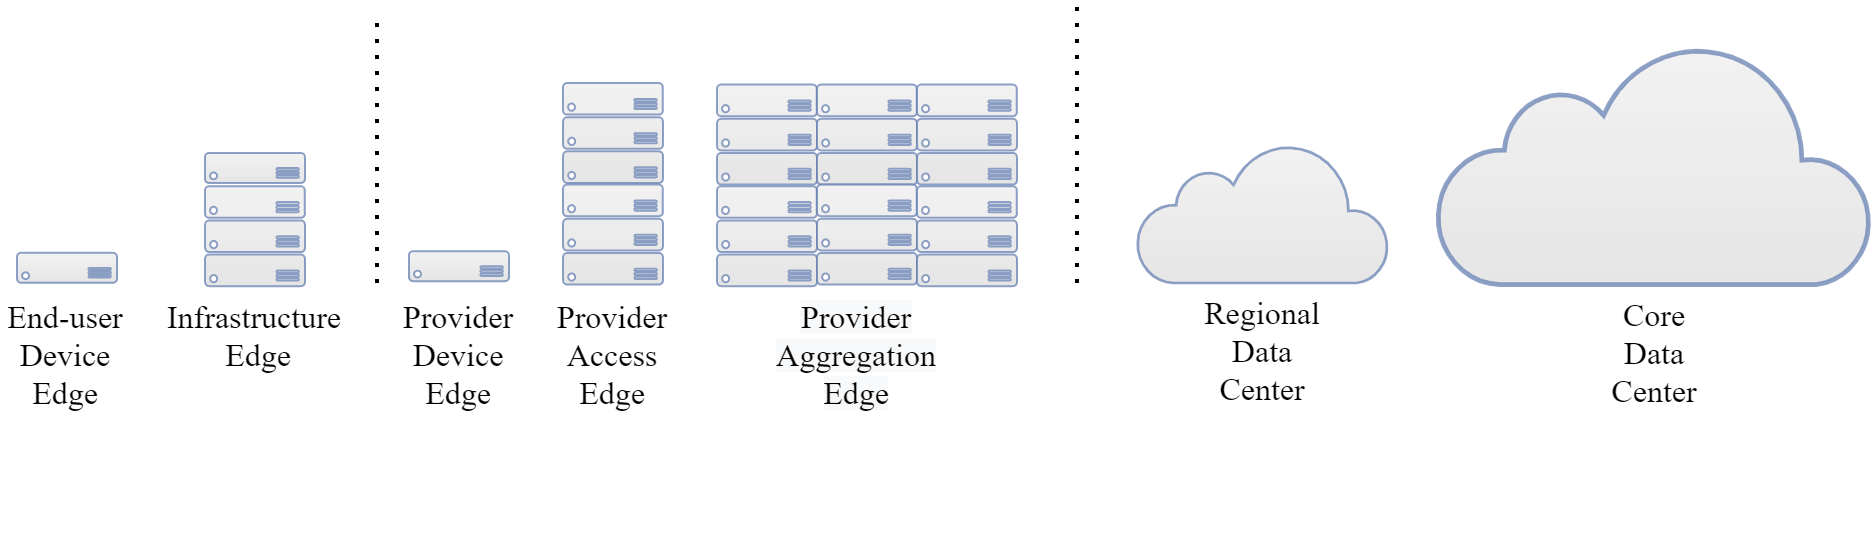 End-user
Device
Edge
Infrastructure
Edge
Provider
Device
Edge
Provider
Access
Edge
Provider
Aggregation
Edge
Regional
Data
Center
Core
Data
Center